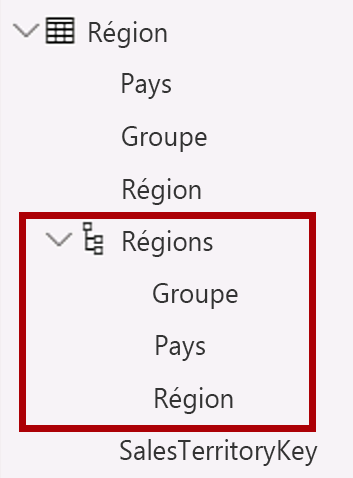 Région
Pays
Groupe
Région
Régions
Groupe
Pays
Région
SalesTerritoryKey